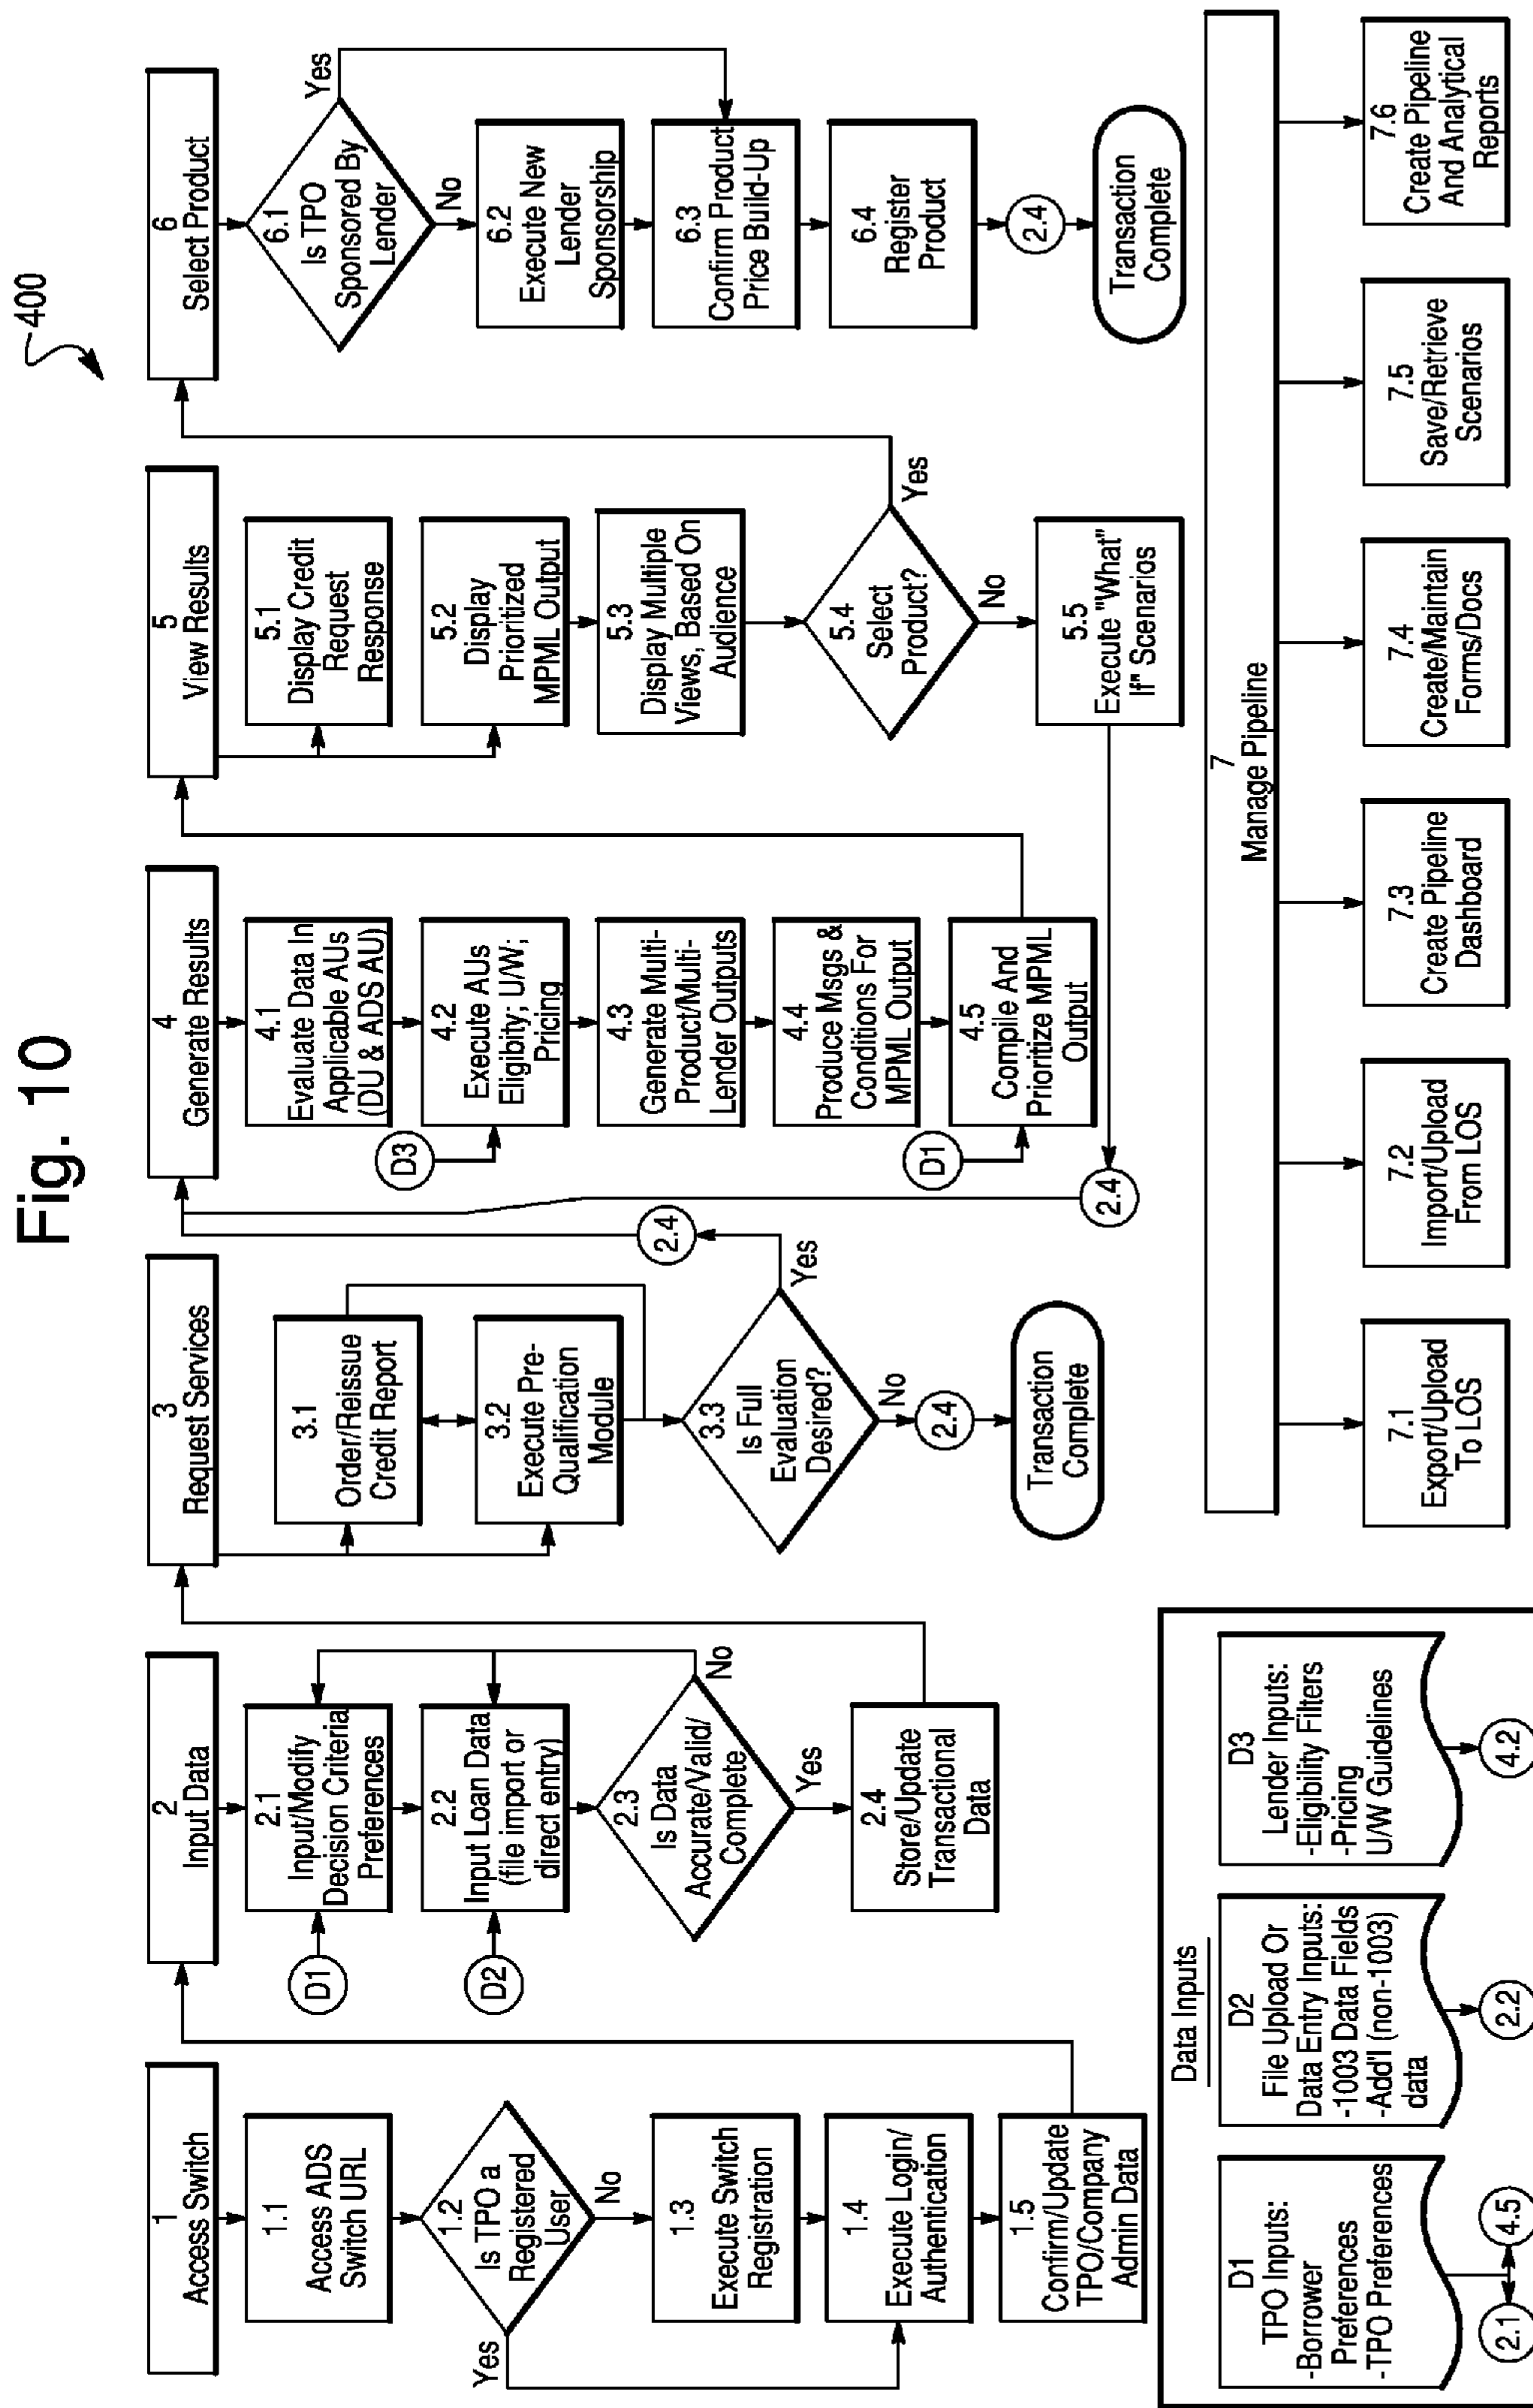 Fig. 10
400
1
Access Switch
1.1
Access ADS
Switch URL
1.2
Is TPO a
Registered
User
Yes
No
1.3
Execute Switch
Registration
1.4
Execute Login/
Authentication
1.5
Confirm/Update
TPO/Company
Admin Data
2
Input Data
D1
2.1
Input/Modify
Decision Criteria
Preferences
D2
2.2
Input Loan Data
(file import or
direct entry)
2.3
Is Data
Accurate/Valid/
Complete
No
Yes
2.4
Store/Update
Transactional
Data
3
Request Services
3.1
Order/Reissue
Credit Report
3.2
Execute Pre-
Qualification
Module
3.3
Is Full
Evaluation
Desired?
Yes
2.4
No
2.4
Transaction
Complete
4
Generate Results
4.1
Evaluate Data In
Applicable AUs
(DU & ADS AU)
D3
4.2
Execute AUs
Eligibity; U/W;
Pricing
4.3
Generate Multi-
Product/Multi-
Lender Outputs
4.4
Produce Msgs &
Conditions For
MPML Output
D1
4.5
Compile And
Prioritize MPML
Output
2.4
5
View Results
5.1
Display Credit
Request
Response
5.2
Display
Prioritized
MPML Output
5.3
Display Multiple
Views, Based On
Audience
5.4
Select
Product?
Yes
No
5.5
Execute "What"
If" Scenarios
6
Select Product
6.1
Is TPO
Sponsored By
Lender
Yes
No
6.2
Execute New
Lender
Sponsorship
6.3
Confirm Product
Price Build-Up
6.4
Register
Product
2.4
Transaction
Complete
Data Inputs
D1
TPO Inputs:
-Borrower
Preferences
-TPO Preferences
2.1
4.5
D2
File Upload Or
Data Entry Inputs:
-1003 Data Fields
-Add'l (non-1003)
data
2.2
D3
Lender Inputs:
-Eligibility Filters
-Pricing
U/W Guidelines
4.2
7
Manage Pipeline
7.1
Export/Upload
To LOS
7.2
Import/Upload
From LOS
7.3
Create Pipeline
Dashboard
7.4
Create/Maintain
Forms/Docs
7.5
Save/Retrieve
Scenarios
7.6
Create Pipeline
And Analytical
Reports